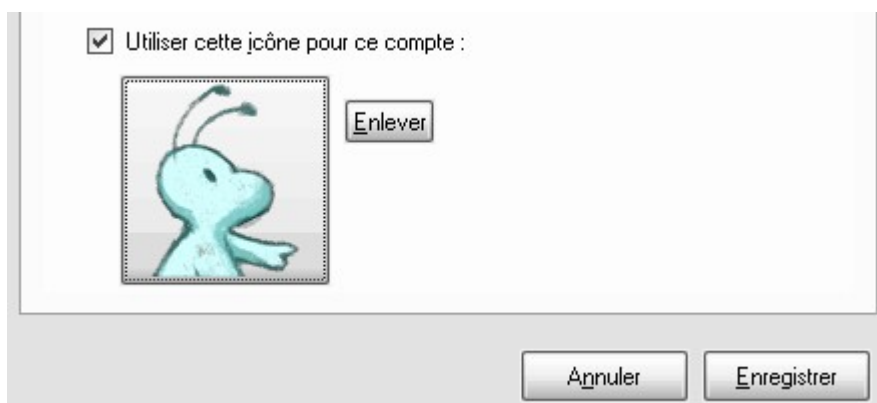 Utiliser cette icône pour ce compte :
Enlever
Annuler Enregistrer